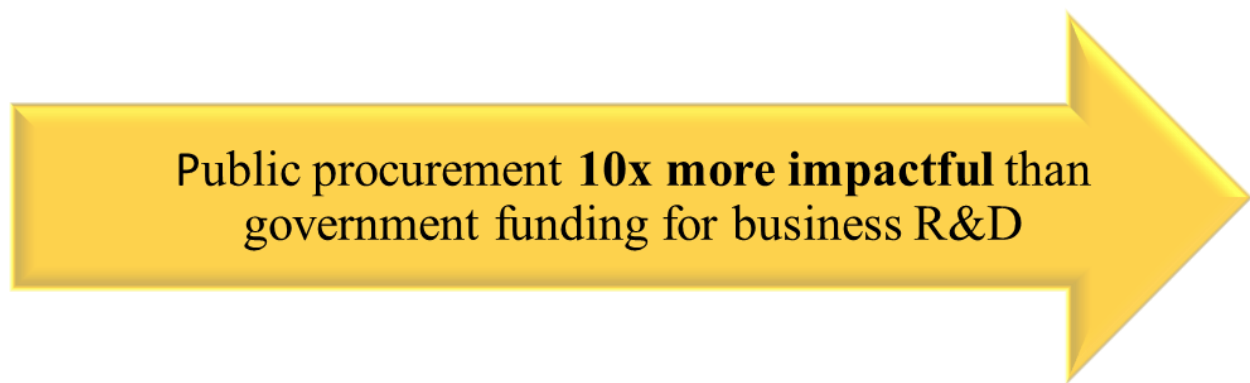 Public procurement 10x more impactful than
government funding for business R&D